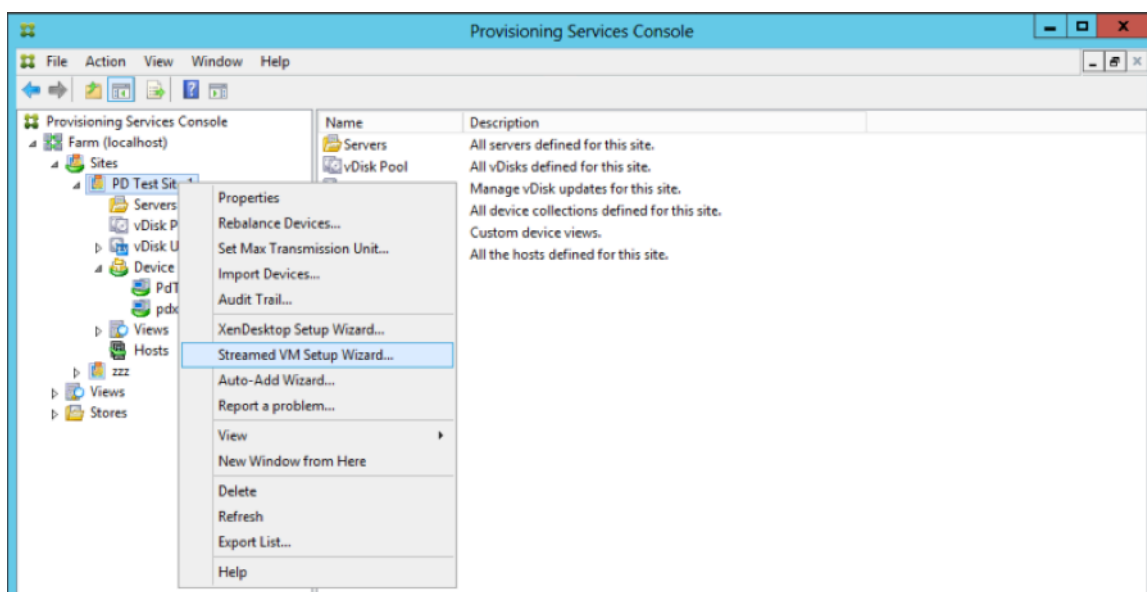 Provisioning Services Console
File Action View Window Help
Provisioning Services Console
Farm (localhost)
Sites
PD Test Sit 1
Servers
vDisk P
vDisk U
Device
PdT
pdx
Views
Hosts
zzz
Views
Stores
Name Description
Servers All servers defined for this site.
vDisk Pool All vDisks defined for this site.
Manage vDisk updates for this site.
All device collections defined for this site.
Custom device views.
All the hosts defined for this site.
Properties
Rebalance Devices...
Set Max Transmission Unit...
Import Devices...
Audit Trail...
XenDesktop Setup Wizard...
Streamed VM Setup Wizard...
Auto-Add Wizard...
Report a problem...
View
New Window from Here
Delete
Refresh
Export List...
Help